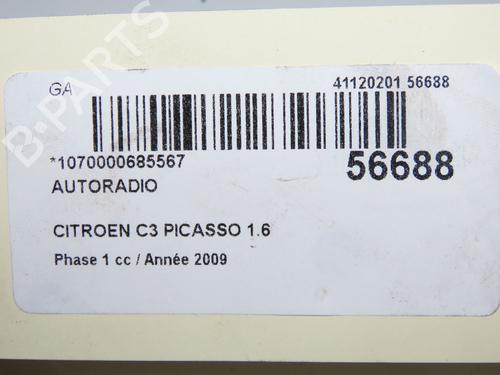 GA
41120201 56688
*1070000685567
56688
AUTORADIO
CITROEN C3 PICASSO 1.6
Phase 1 cc / Année 2009
B-PARTS